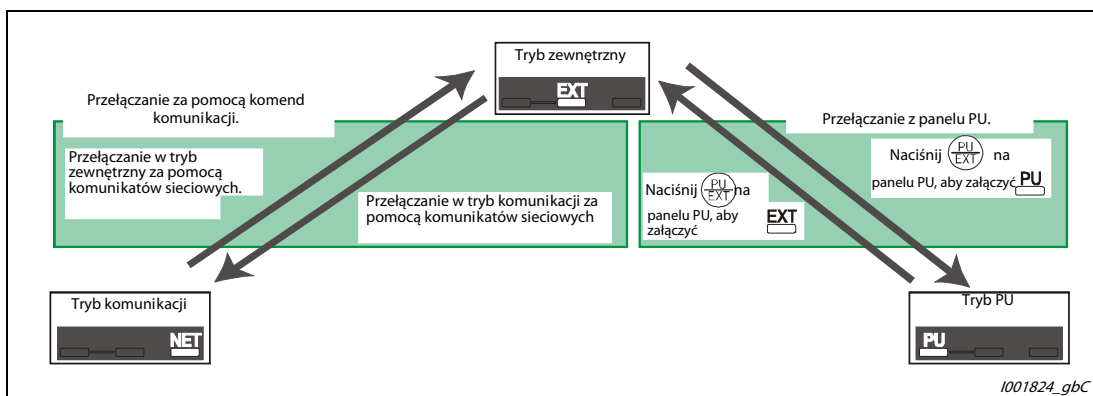 Tryb zewnętrzny
EXT
Przełączanie za pomocą komend
komunikacji.
Przełączanie w tryb
zewnętrzny za pomocą
komunikatów sieciowych.
Przełączanie w tryb komunikacji za
pomocą komunikatów sieciowych
Przełączanie z panelu PU.
Naciśnij PU/EXT na
panelu PU, aby załączyć PU
Naciśnij PU/EXT na
panelu PU, aby
załączyć EXT
Tryb komunikacji
NET
Tryb PU
PU
I001824_gbC